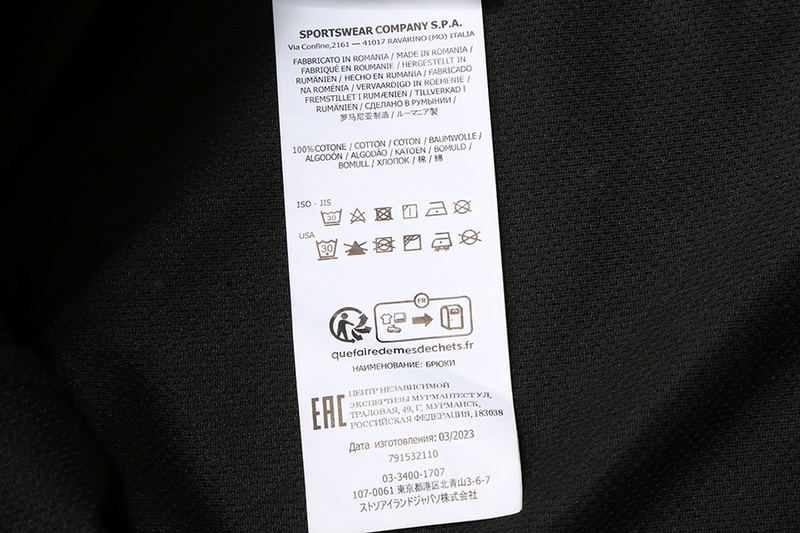 SPORTSWEAR COMPANY S.P.A.
Via Confine,2161 — 41017 RAVARINO (MO) ITALIA
FABBRICATO IN ROMANIA / MADE IN ROMANIA /
FABRIQUÉ EN ROUMANIE / HERGESTELLT IN
RUMÄNIEN / HECHO EN RUMANIA / FABRICADO
NA ROMÉNIA / VERVAARDIGD IN ROEMENIË /
FREMSTILLET I RUMÆNIEN / TILLVERKAD I
RUMÄNIEN / СДЕЛАНО В РУМЫНИИ /
罗马尼亚制造 / ルーマニア製
100% COTONE / COTTON / COTON / BAUMWOLLE /
ALGODÓN / ALGODÃO / KATOEN / BOMULD /
BOMULL / ХЛОПОК / 棉 / 綿
ISO - JIS
30
USA
30
FR
quefairedemesdechets.fr
НАИМЕНОВАНИЕ: БРЮКИ
EAC
ЦЕНТР НЕЗАВИСИМОЙ
ЭКСПЕРТИЗЫ МУРМАНТЕСТ УЛ.
ТРАЛОВАЯ, 49, Г, МУРМАНСК,
РОССИЙСКАЯ ФЕДЕРАЦИЯ, 183038
Дата изготовления: 03/2023
791532110
03-3400-1707
107-0061 東京都港区北青山3-6-7
ストソアイランドジャパソ株式会社